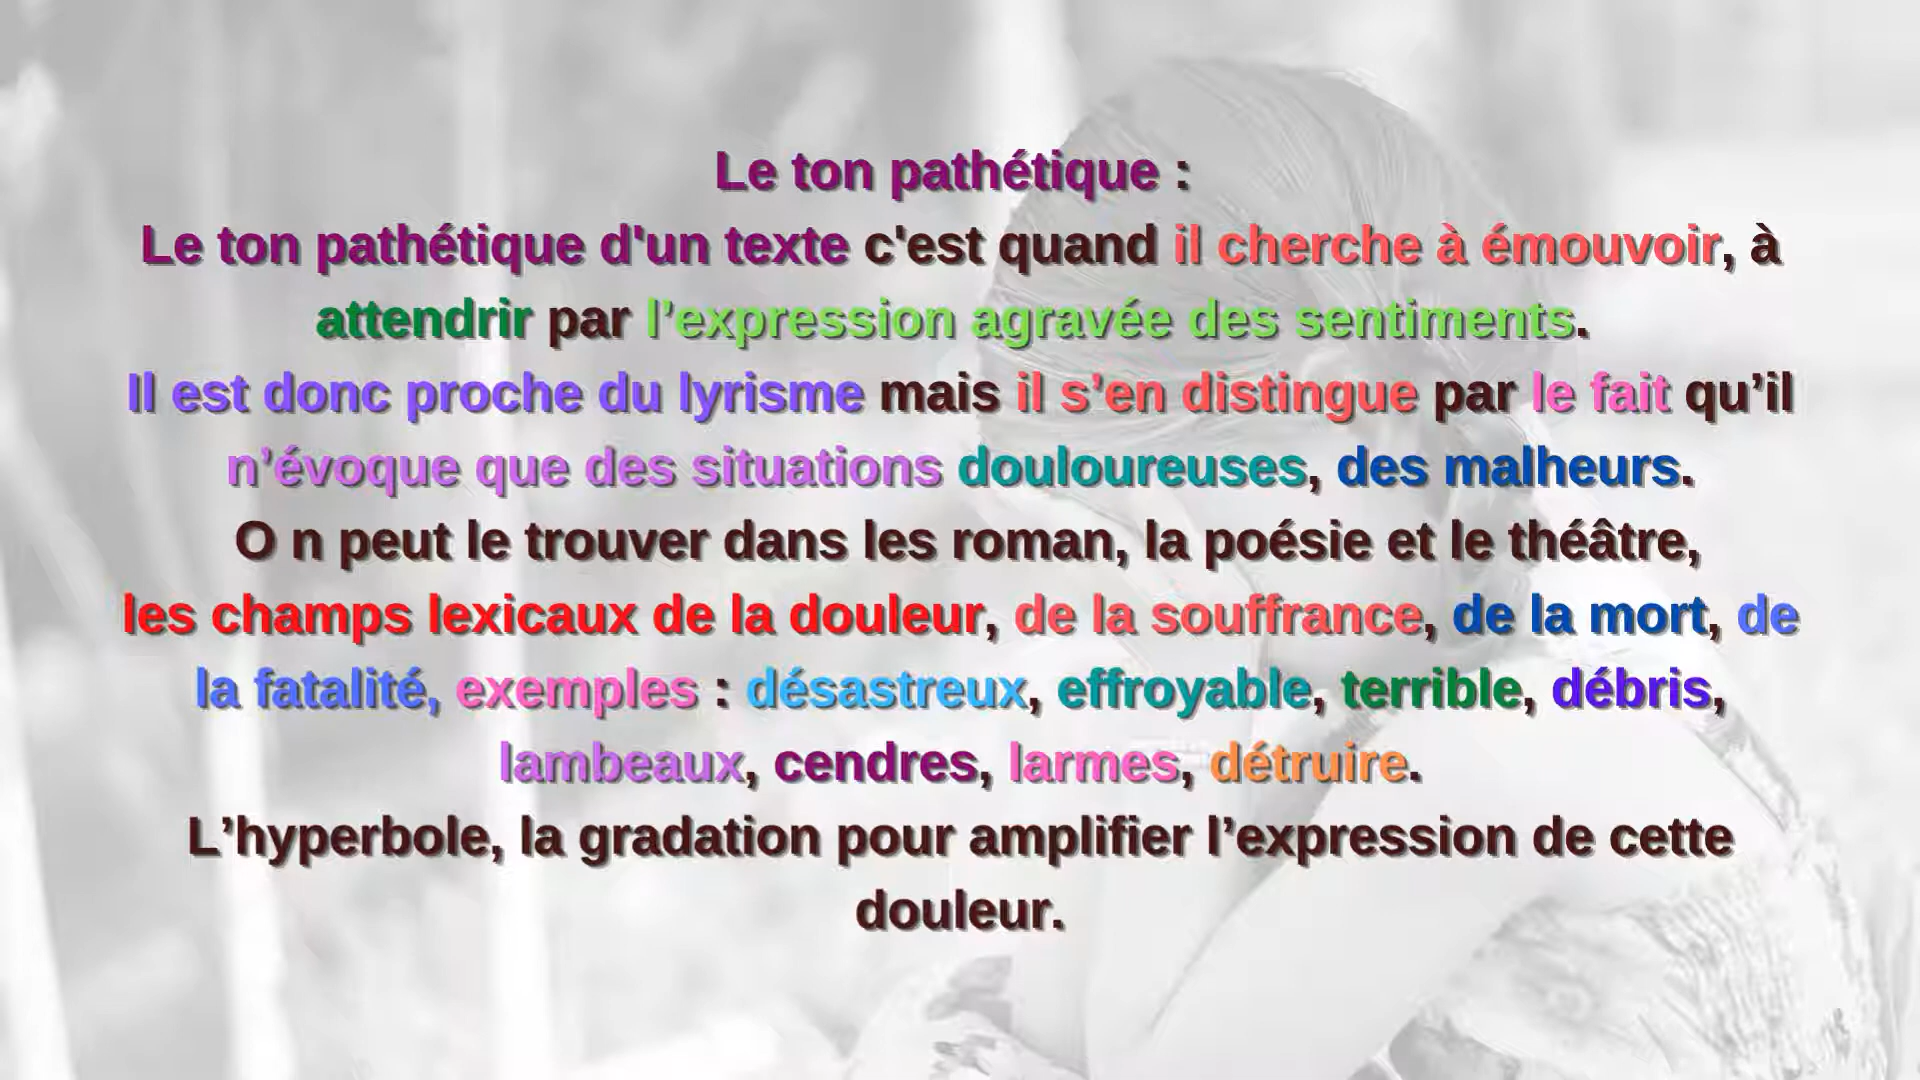 Le ton pathétique :
Le ton pathétique d'un texte c'est quand il cherche à émouvoir, à
attendrir par l’expression agravée des sentiments.
Il est donc proche du lyrisme mais il s’en distingue par le fait qu’il
n’évoque que des situations douloureuses, des malheurs.
O n peut le trouver dans les roman, la poésie et le théâtre,
les champs lexicaux de la douleur, de la souffrance, de la mort, de
la fatalité, exemples : désastreux, effroyable, terrible, débris,
lambeaux, cendres, larmes, détruire.
L’hyperbole, la gradation pour amplifier l’expression de cette
douleur.